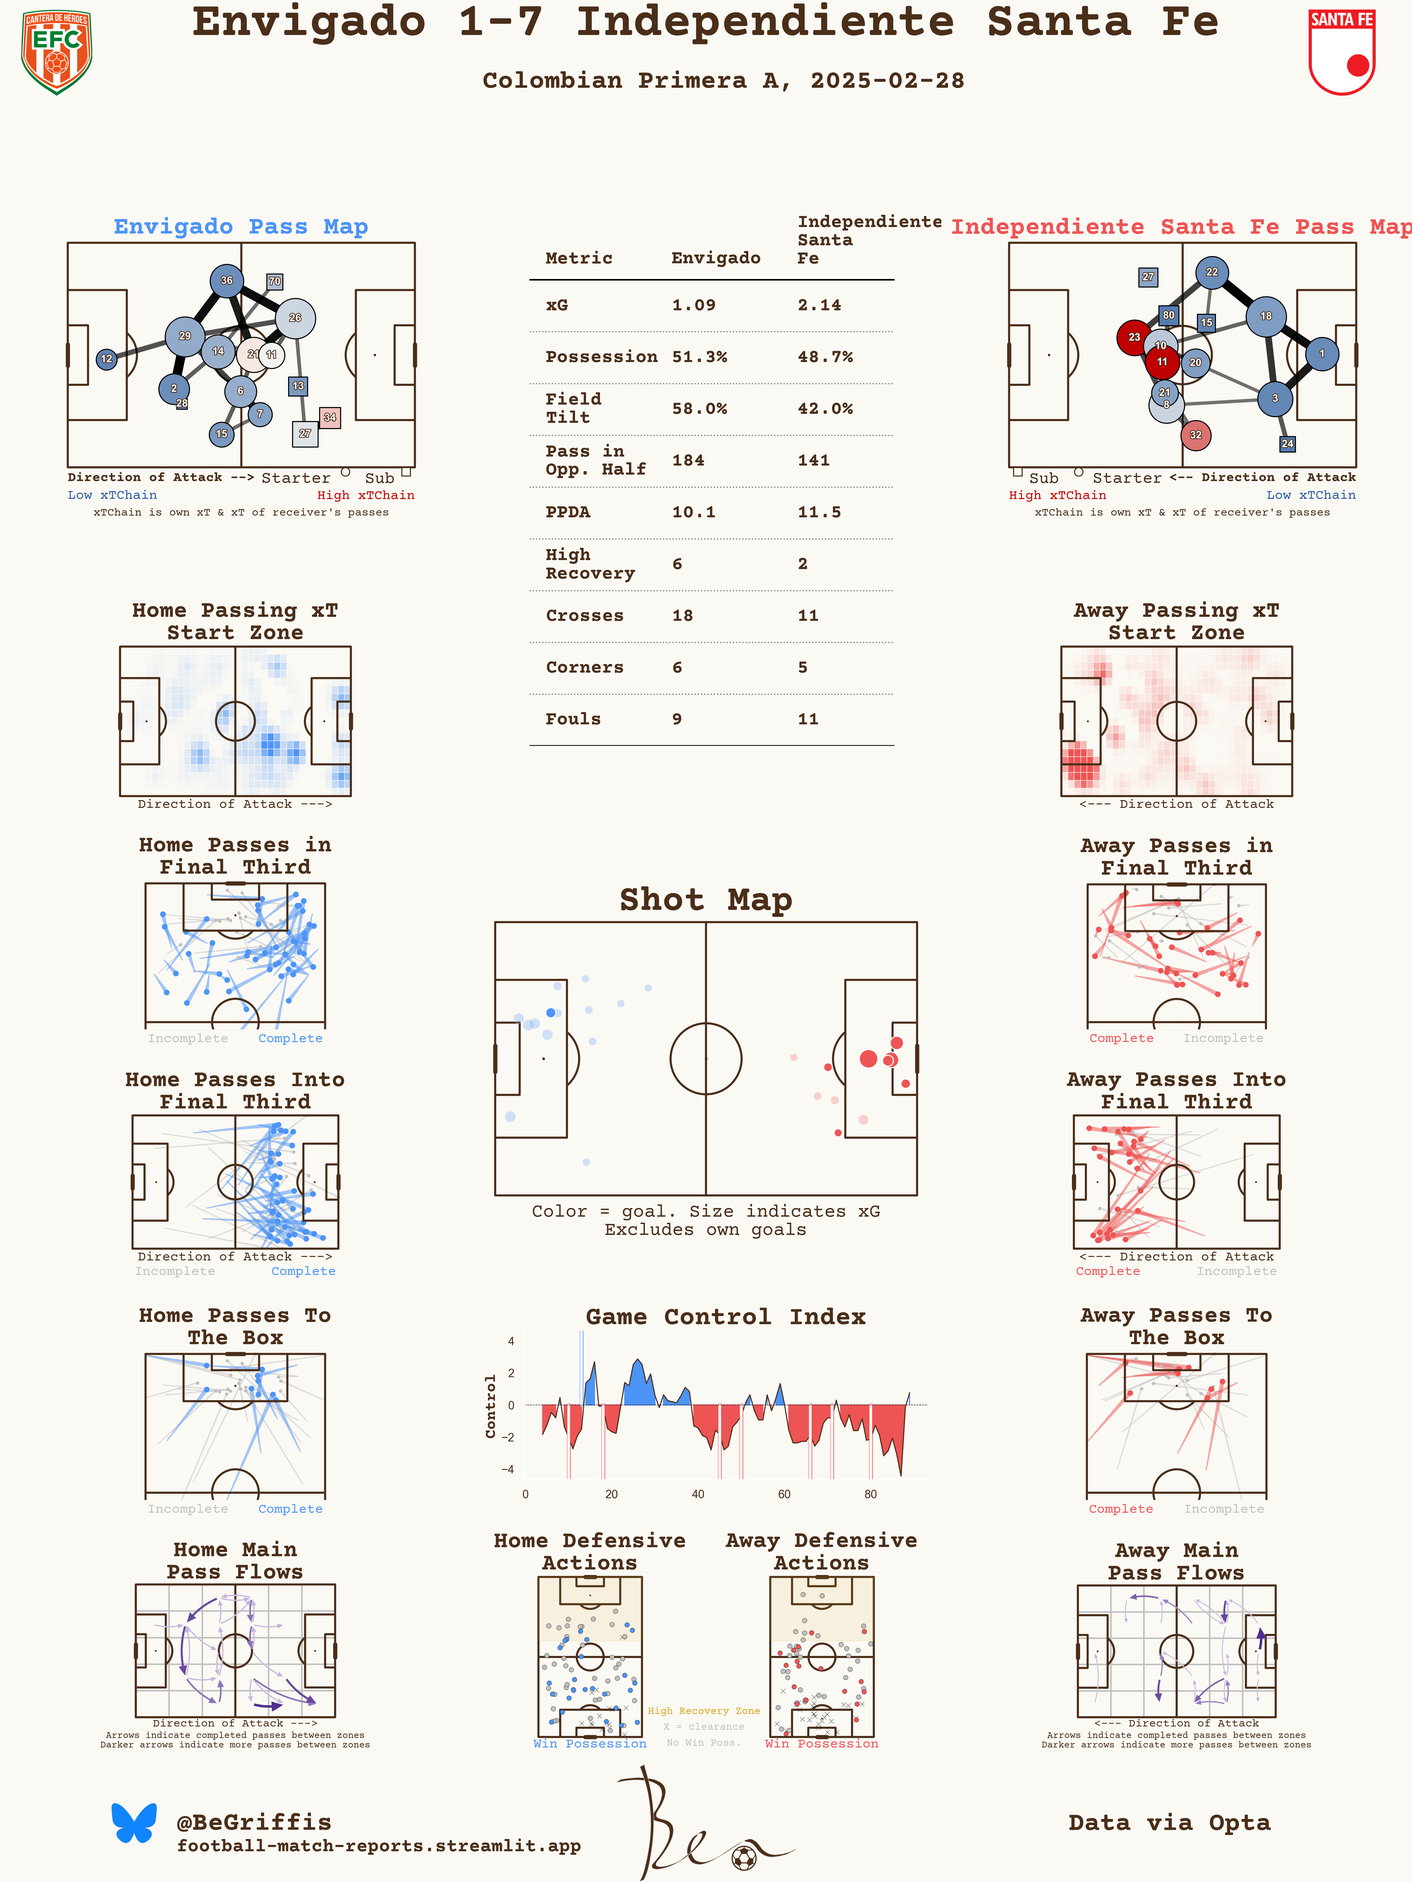 Envigado 1-7 Independiente Santa Fe
Colombian Primera A, 2025-02-28
CANTERA DE HÉROES
EFC
SANTA FE
Envigado Pass Map
36
70
26
29
14
21
11
12
2
28
6
13
7
15
27
34
Direction of Attack --> Starter Sub
Low xTChain High xTChain
xTChain is own xT & xT of receiver's passes
Metric Envigado Independiente Santa Fe
xG 1.09 2.14
Possession 51.3% 48.7%
Field Tilt 58.0% 42.0%
Pass in Opp. Half 184 141
PPDA 10.1 11.5
High Recovery 6 2
Crosses 18 11
Corners 6 5
Fouls 9 11
Independiente Santa Fe Pass Map
27
22
80
15
18
23
10
11
20
1
21
8
3
32
24
Sub Starter <-- Direction of Attack
High xTChain Low xTChain
xTChain is own xT & xT of receiver's passes
Home Passing xT
Start Zone
Direction of Attack --->
Away Passing xT
Start Zone
<--- Direction of Attack
Home Passes in
Final Third
Incomplete Complete
Away Passes in
Final Third
Complete Incomplete
Shot Map
Color = goal. Size indicates xG
Excludes own goals
Home Passes Into
Final Third
Direction of Attack --->
Incomplete Complete
Away Passes Into
Final Third
<--- Direction of Attack
Complete Incomplete
Game Control Index
Control
4
2
0
−2
−4
0 20 40 60 80
Home Passes To
The Box
Incomplete Complete
Away Passes To
The Box
Complete Incomplete
Home Main
Pass Flows
Direction of Attack --->
Arrows indicate completed passes between zones
Darker arrows indicate more passes between zones
Home Defensive
Actions
Win Possession
Away Defensive
Actions
Win Possession
High Recovery Zone
X = clearance
No Win Poss.
Away Main
Pass Flows
<--- Direction of Attack
Arrows indicate completed passes between zones
Darker arrows indicate more passes between zones
@BeGriffis
football-match-reports.streamlit.app
Ben
Data via Opta